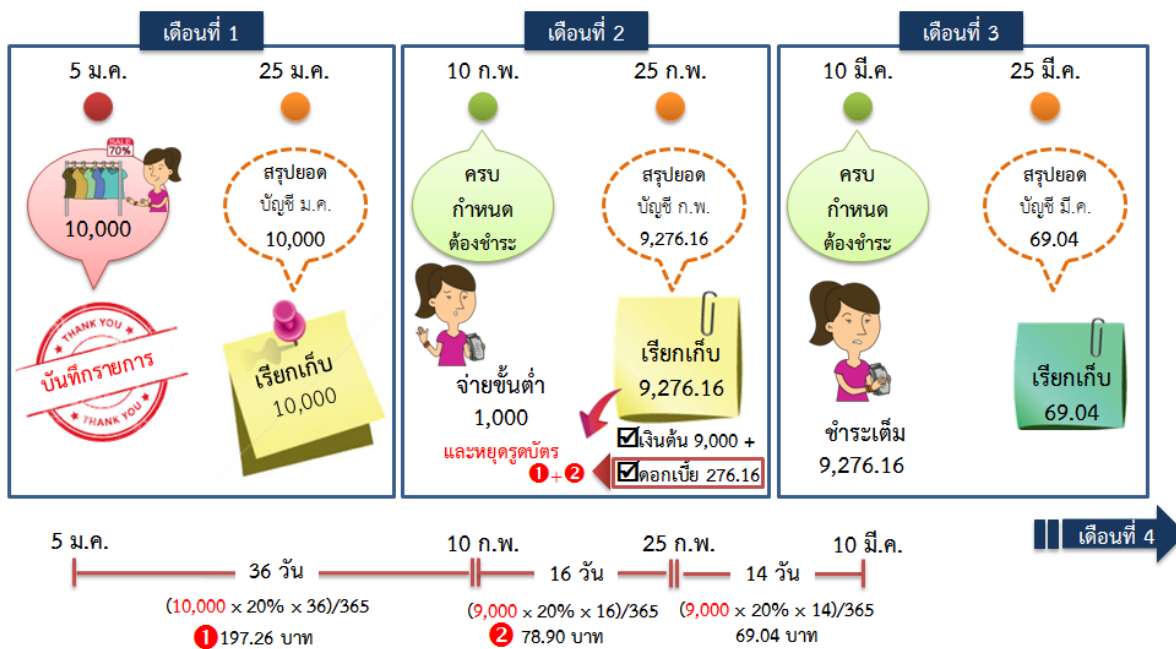 เดือนที่ 1
5 ม.ค.
25 ม.ค.
SALE
70%
10,000
สรุปยอด
บัญชี ม.ค.
10,000
THANK YOU
บันทึกรายการ
THANK YOU
เรียกเก็บ
10,000
เดือนที่ 2
10 ก.พ.
25 ก.พ.
ครบ
กำหนด
ต้องชำระ
สรุปยอด
บัญชี ก.พ.
9,276.16
จ่ายขั้นต่ำ
1,000
และหยุดรูดบัตร
เรียกเก็บ
9,276.16
☑เงินต้น 9,000 +
❶+❷
☑ดอกเบี้ย 276.16
เดือนที่ 3
10 มี.ค.
25 มี.ค.
ครบ
กำหนด
ต้องชำระ
สรุปยอด
บัญชี มี.ค.
69.04
ชำระเต็ม
9,276.16
เรียกเก็บ
69.04
เดือนที่ 4
5 ม.ค.
10 ก.พ.
25 ก.พ.
10 มี.ค.
36 วัน
16 วัน
14 วัน
(10,000 x 20% x 36)/365
(9,000 x 20% x 16)/365
(9,000 x 20% x 14)/365
❶197.26 บาท
❷ 78.90 บาท
69.04 บาท